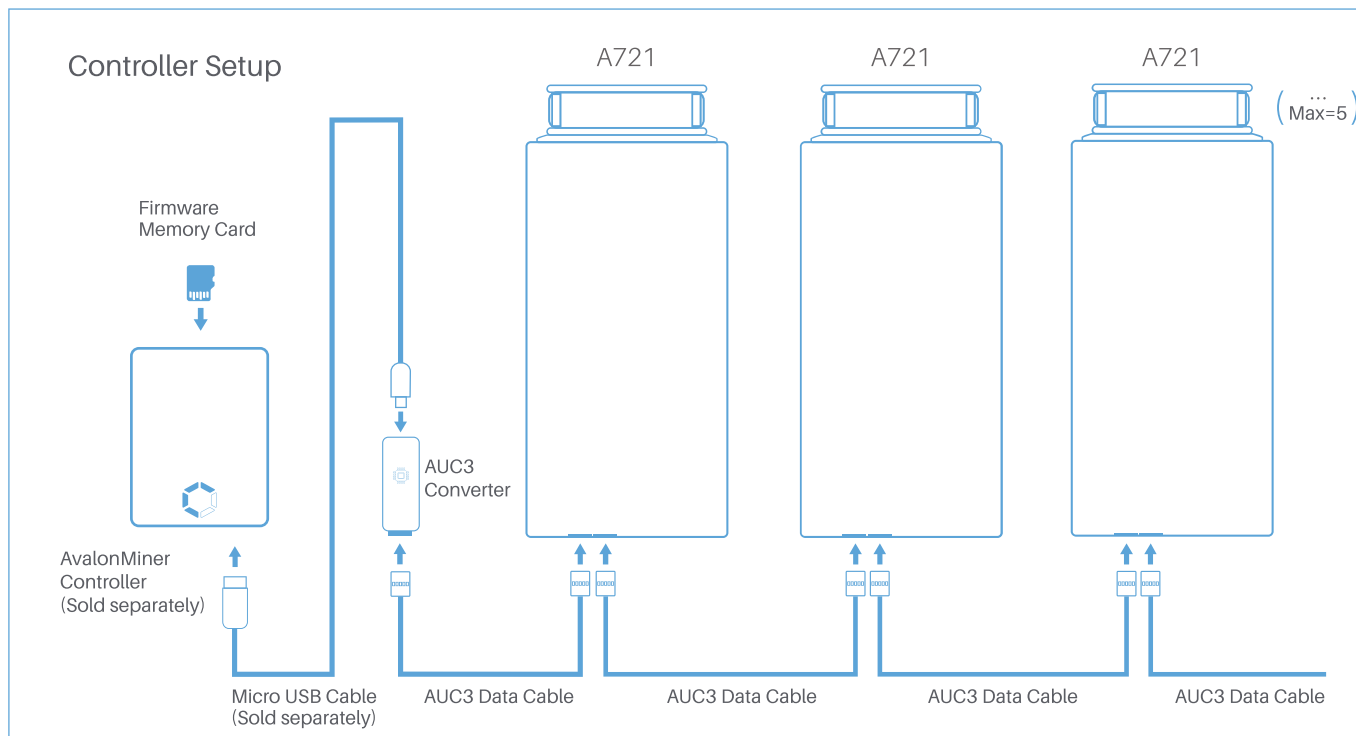 Controller Setup
A721
A721
A721
( ...
Max=5 )
Firmware
Memory Card
AUC3
Converter
AvalonMiner
Controller
(Sold separately)
Micro USB Cable
(Sold separately)
AUC3 Data Cable
AUC3 Data Cable
AUC3 Data Cable
AUC3 Data Cable